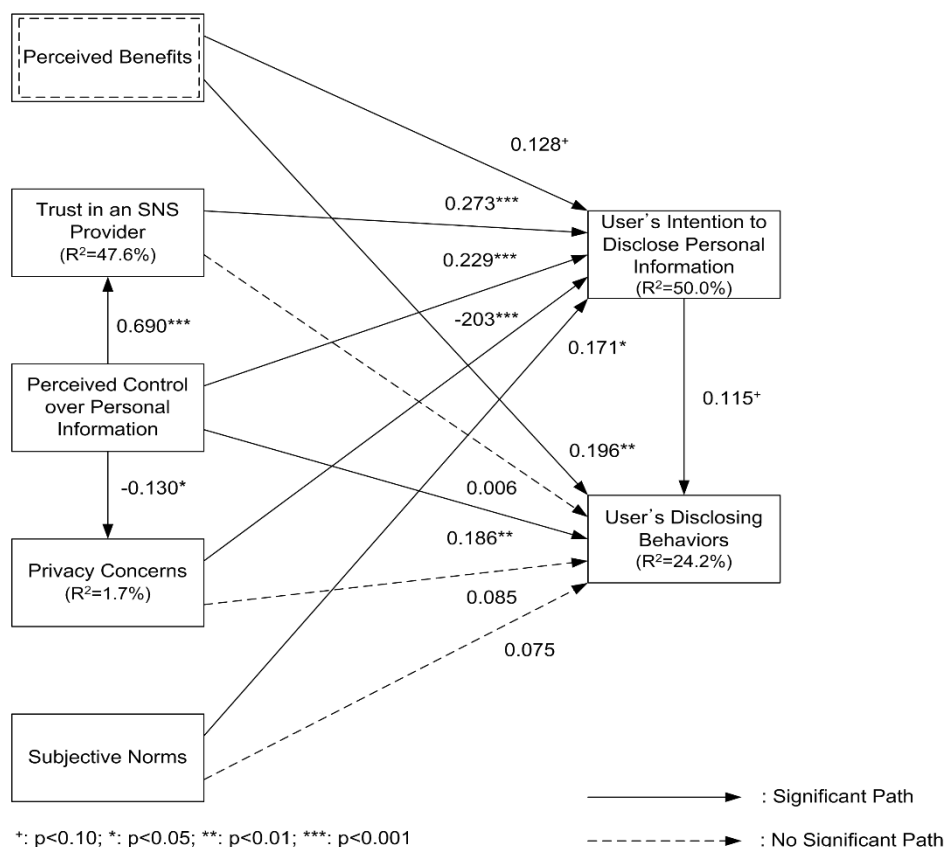 Perceived Benefits
0.128⁺
Trust in an SNS
Provider
(R²=47.6%)
0.273***
User's Intention to
Disclose Personal
Information
(R²=50.0%)
0.229***
0.690***
-203***
0.171*
Perceived Control
over Personal
Information
0.115⁺
0.196**
-0.130*
0.006
User's Disclosing
Behaviors
(R²=24.2%)
0.186**
Privacy Concerns
(R²=1.7%)
0.085
0.075
Subjective Norms
: Significant Path
⁺: p<0.10; *: p<0.05; **: p<0.01; ***: p<0.001
: No Significant Path